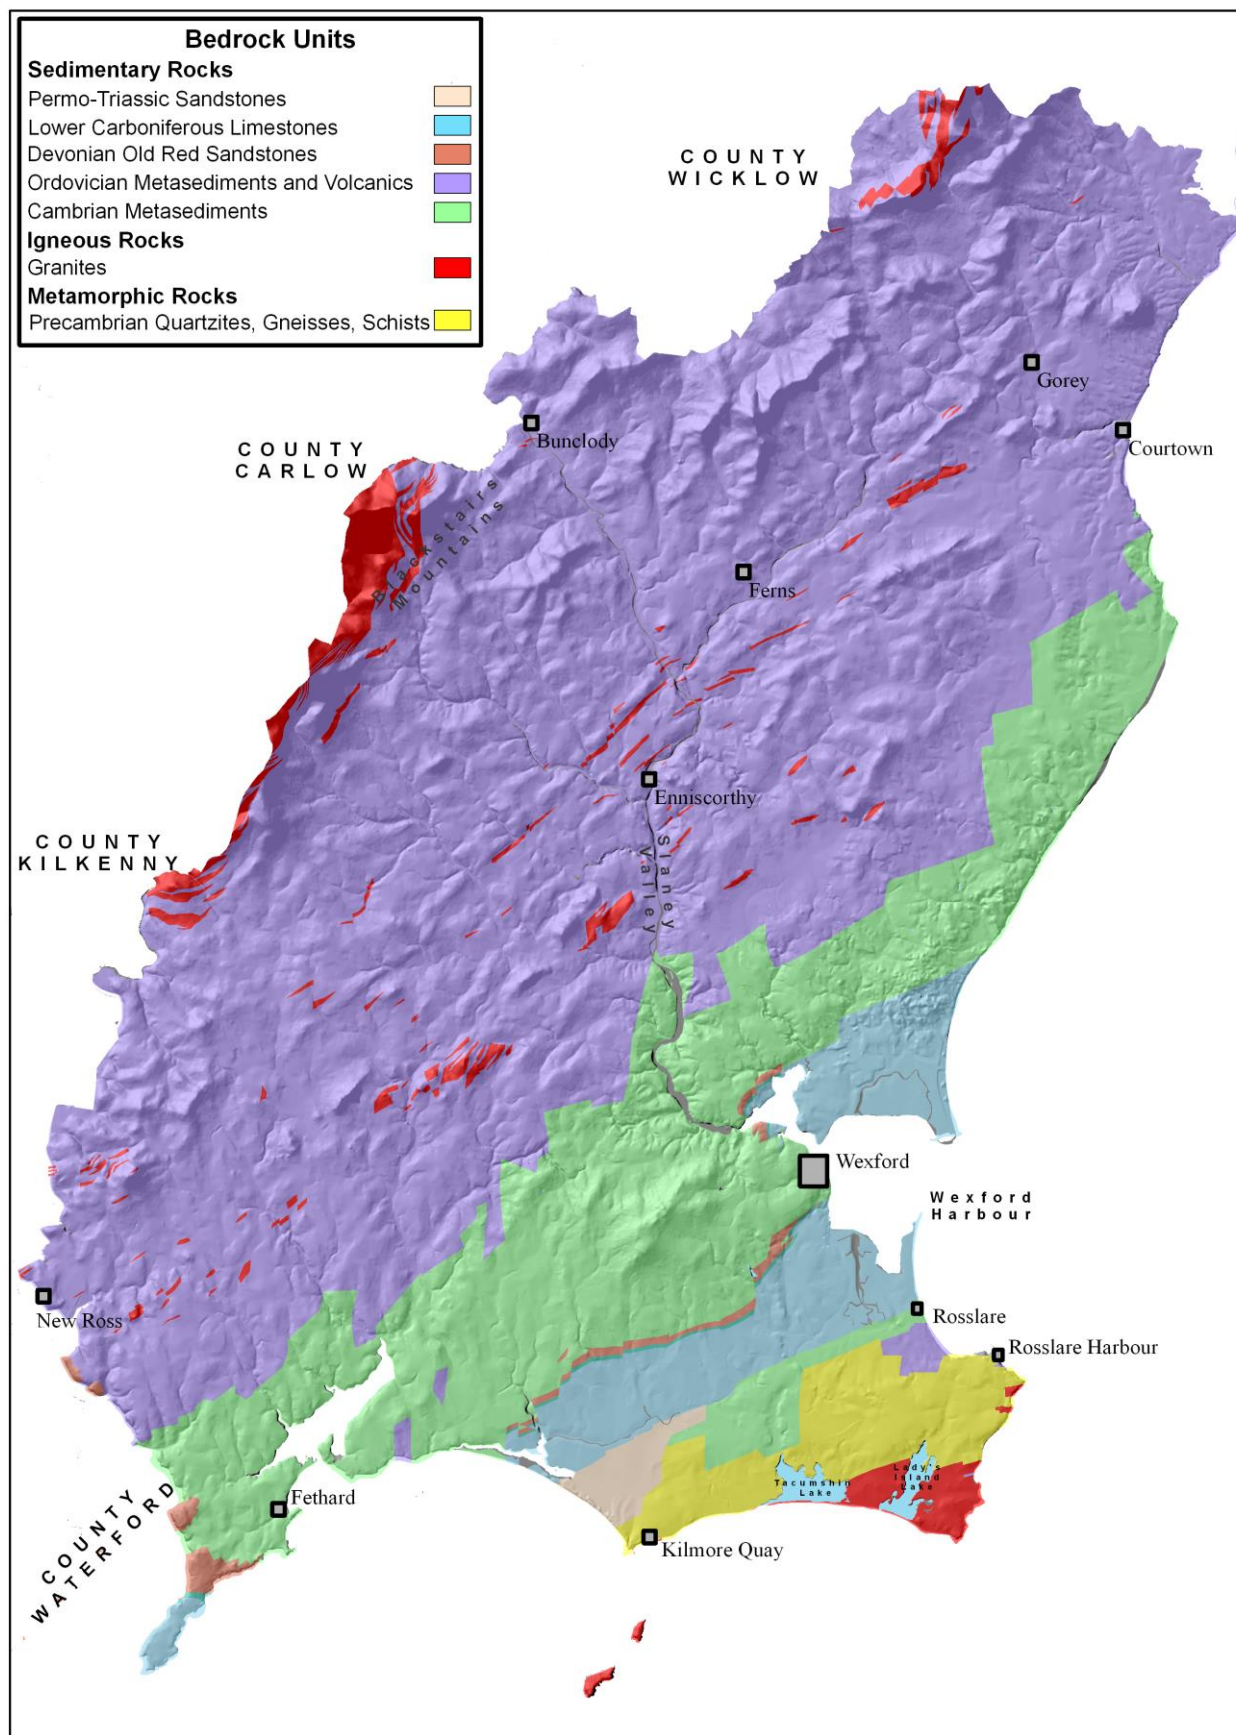 Bedrock Units
Sedimentary Rocks
Permo-Triassic Sandstones
Lower Carboniferous Limestones
Devonian Old Red Sandstones
Ordovician Metasediments and Volcanics
Cambrian Metasediments
Igneous Rocks
Granites
Metamorphic Rocks
Precambrian Quartzites, Gneisses, Schists
COUNTY
WICKLOW
Gorey
Bunclody
Courtown
COUNTY
CARLOW
Blackstairs
Mountains
Ferns
Enniscorthy
COUNTY
KILKENNY
Slaney
Valley
Wexford
Wexford
Harbour
New Ross
Rosslare
Rosslare Harbour
Fethard
Tacumshin
Lake
Lady's
Island
Lake
COUNTY
WATERFORD
Kilmore Quay